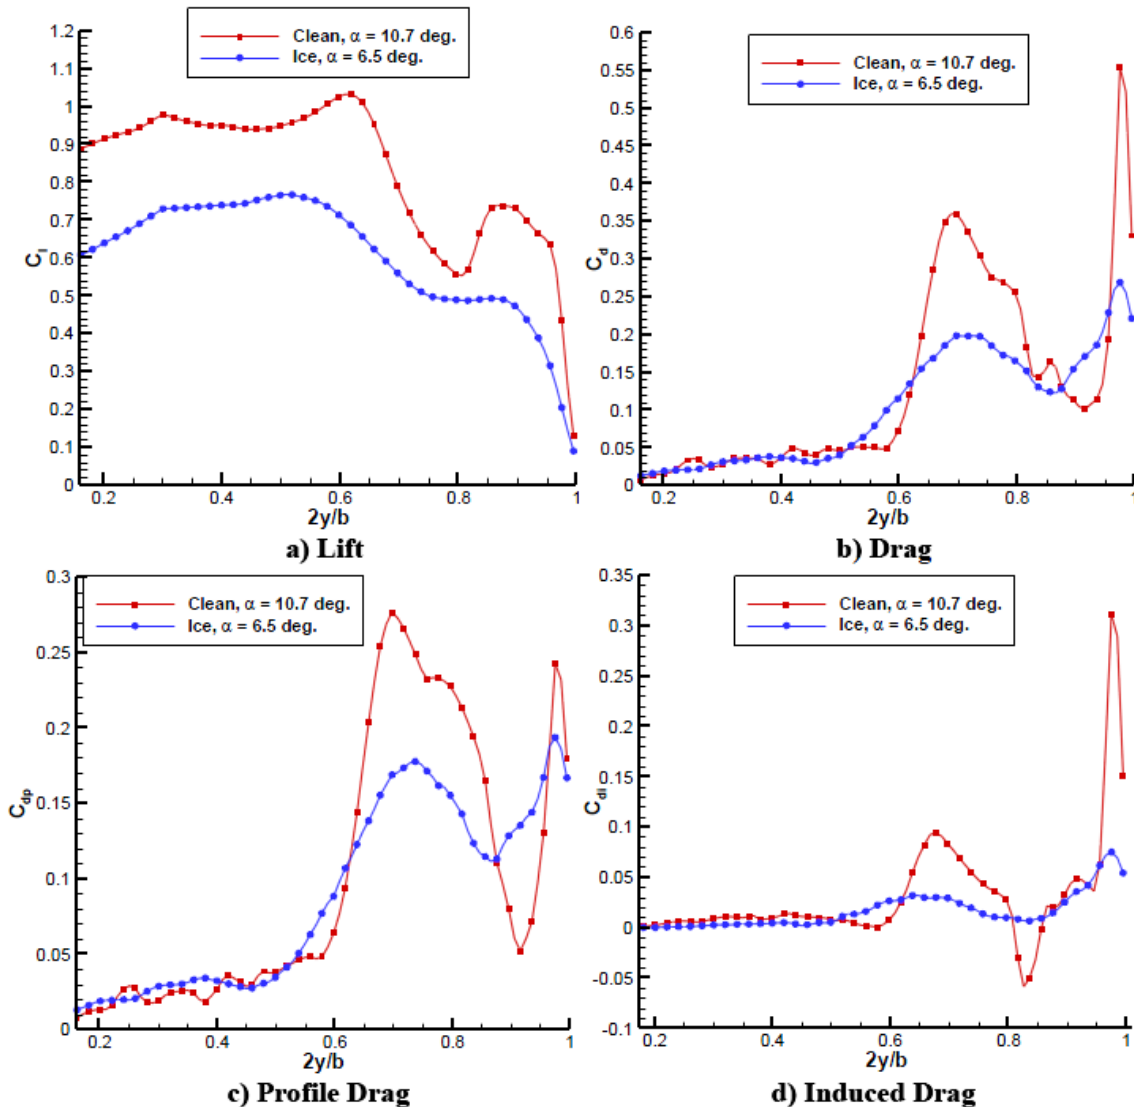 Clean, α = 10.7 deg.
Ice, α = 6.5 deg.
1.2
1.1
1
0.9
0.8
0.7
0.6
0.5
0.4
0.3
0.2
0.1
0
C_l
0.2 0.4 0.6 0.8 1
2y/b
a) Lift
Clean, α = 10.7 deg.
Ice, α = 6.5 deg.
0.6
0.55
0.5
0.45
0.4
0.35
0.3
0.25
0.2
0.15
0.1
0.05
0
C_d
0.2 0.4 0.6 0.8 1
2y/b
b) Drag
Clean, α = 10.7 deg.
Ice, α = 6.5 deg.
0.3
0.25
0.2
0.15
0.1
0.05
0
C_dp
0.2 0.4 0.6 0.8 1
2y/b
c) Profile Drag
Clean, α = 10.7 deg.
Ice, α = 6.5 deg.
0.35
0.3
0.25
0.2
0.15
0.1
0.05
0
-0.05
-0.1
C_di
0.2 0.4 0.6 0.8 1
2y/b
d) Induced Drag